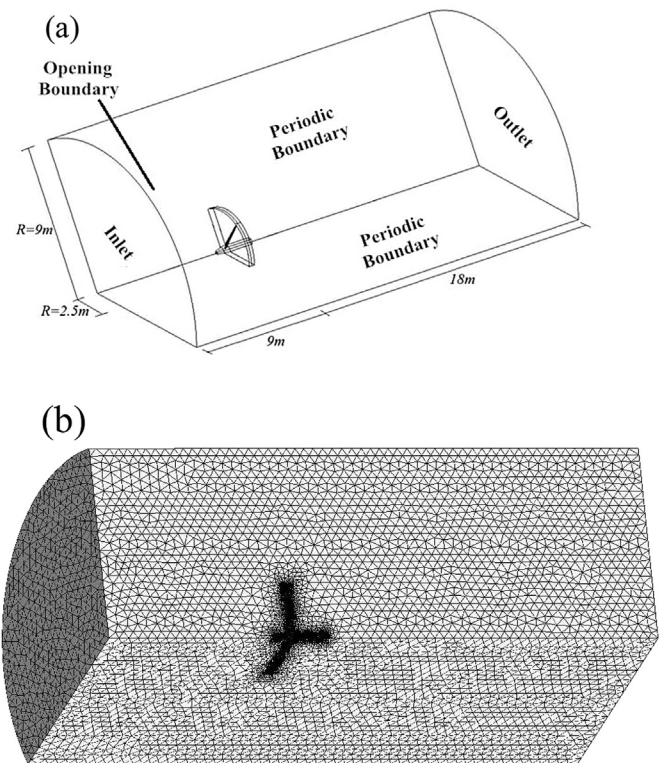 (a)
Opening
Boundary
Periodic
Boundary
Outlet
R=9m
Inlet
Periodic
Boundary
R=2.5m
18m
9m
(b)